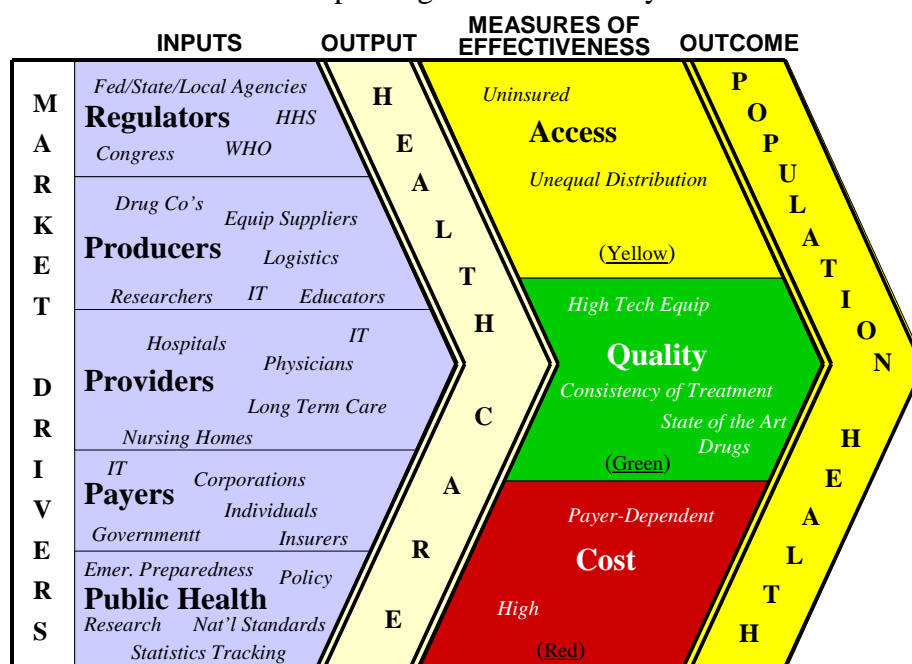 MEASURES OF
INPUTS OUTPUT EFFECTIVENESS OUTCOME
MARKET DRIVERS
Fed/State/Local Agencies
Regulators HHS
Congress WHO
Drug Co's
Equip Suppliers
Producers
Logistics
Researchers IT Educators
Hospitals IT
Physicians
Providers
Long Term Care
Nursing Homes
IT
Corporations
Payers
Individuals
Governmentt Insurers
Emer. Preparedness Policy
Public Health
Research Nat'l Standards
Statistics Tracking
HEALTHCARE
Uninsured
Access
Unequal Distribution
(Yellow)
High Tech Equip
Quality
Consistency of Treatment
State of the Art
Drugs
(Green)
Payer-Dependent
Cost
High
(Red)
POPULATION HEALTH